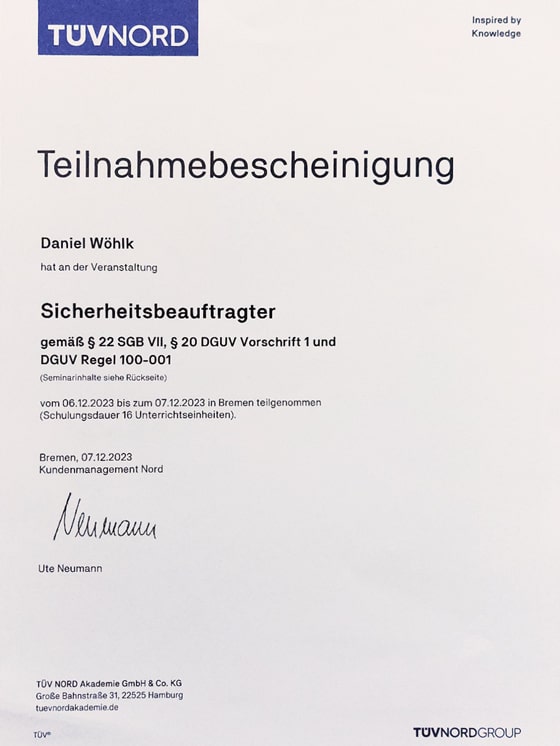 TÜVNORD
Inspired by
Knowledge
Teilnahmebescheinigung
Daniel Wöhlk
hat an der Veranstaltung
Sicherheitsbeauftragter
gemäß § 22 SGB VII, § 20 DGUV Vorschrift 1 und
DGUV Regel 100-001
(Seminarinhalte siehe Rückseite)
vom 06.12.2023 bis zum 07.12.2023 in Bremen teilgenommen
(Schulungsdauer 16 Unterrichtseinheiten).
Bremen, 07.12.2023
Kundenmanagement Nord
Neumann
Ute Neumann
TÜV NORD Akademie GmbH & Co. KG
Große Bahnstraße 31, 22525 Hamburg
tuevnordakademie.de
TÜV®
TÜVNORDGROUP